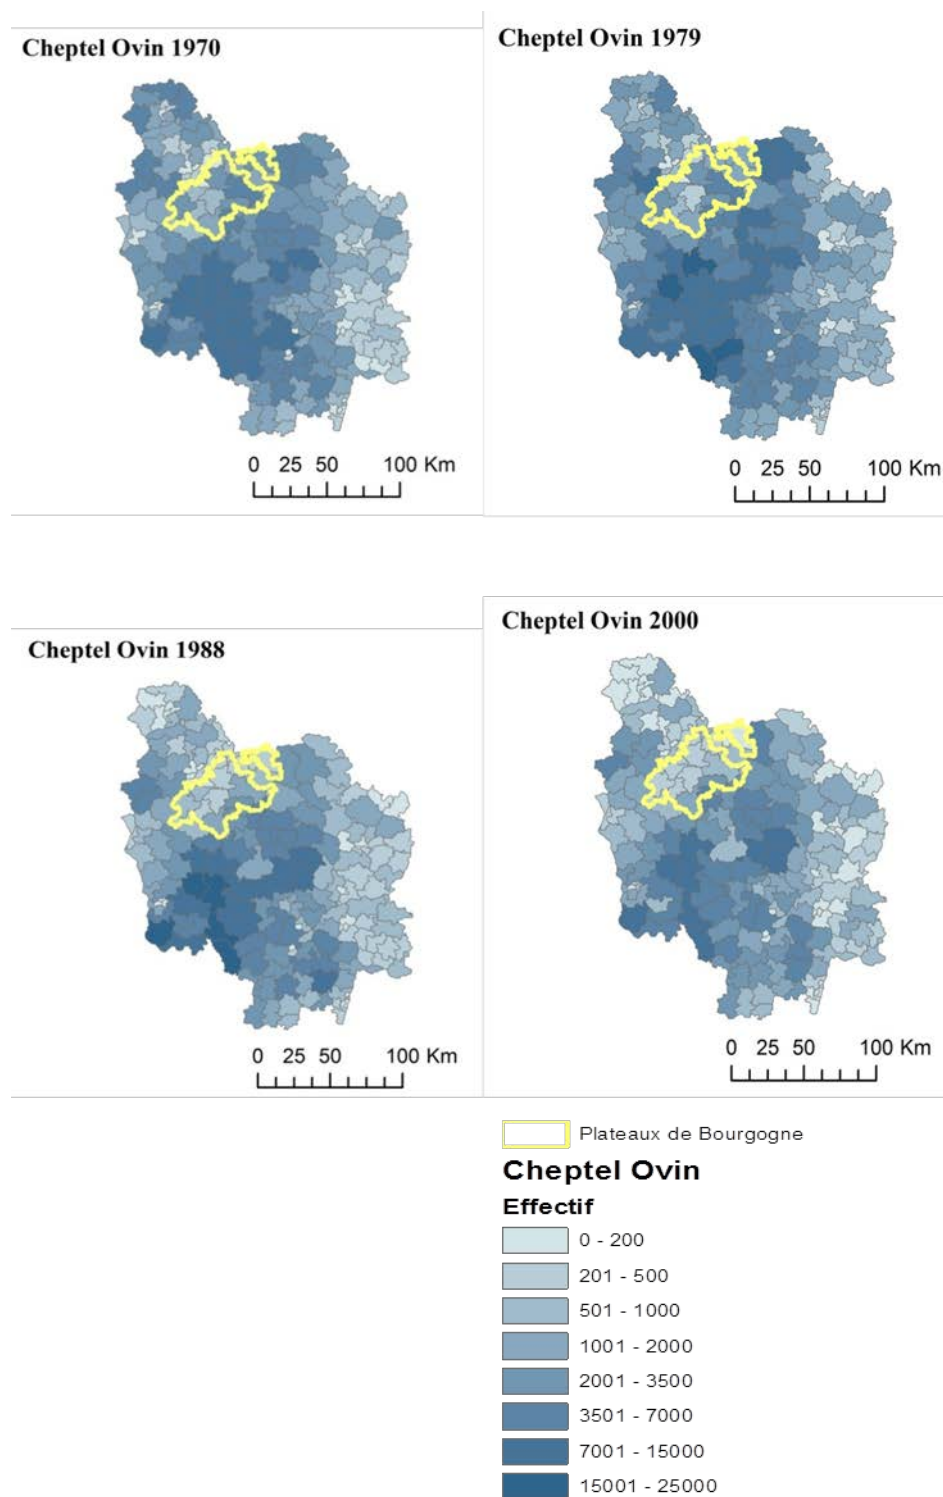 Cheptel Ovin 1970
Cheptel Ovin 1979
0 25 50 100 Km
0 25 50 100 Km
Cheptel Ovin 1988
Cheptel Ovin 2000
0 25 50 100 Km
0 25 50 100 Km
Plateaux de Bourgogne
Cheptel Ovin
Effectif
0 - 200
201 - 500
501 - 1000
1001 - 2000
2001 - 3500
3501 - 7000
7001 - 15000
15001 - 25000